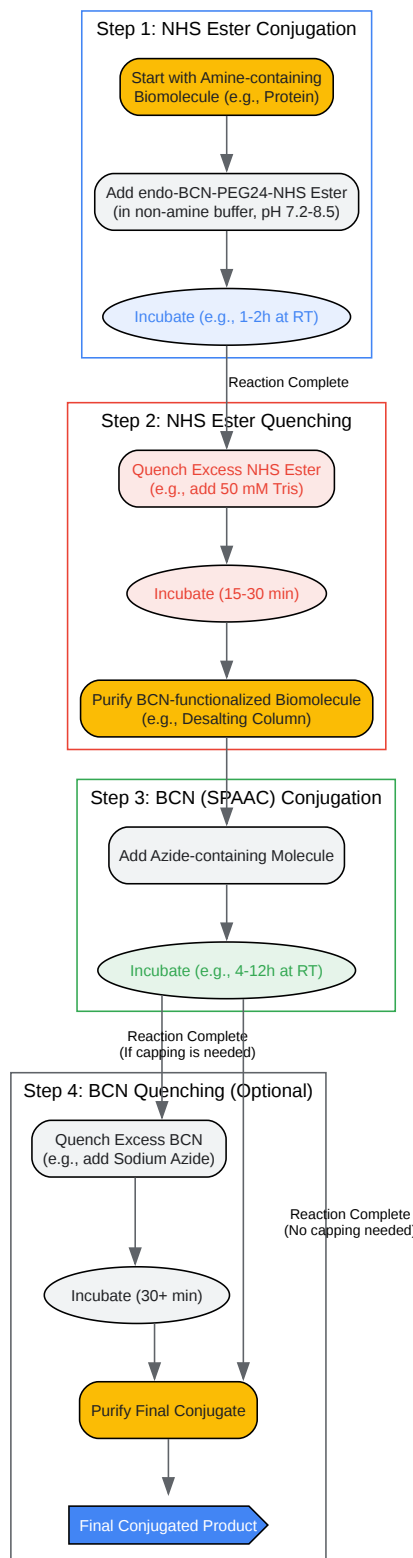 Step 1: NHS Ester Conjugation
Start with Amine-containing
Biomolecule (e.g., Protein)
Add endo-BCN-PEG24-NHS Ester
(in non-amine buffer, pH 7.2-8.5)
Incubate (e.g., 1-2h at RT)
Reaction Complete
Step 2: NHS Ester Quenching
Quench Excess NHS Ester
(e.g., add 50 mM Tris)
Incubate (15-30 min)
Purify BCN-functionalized Biomolecule
(e.g., Desalting Column)
Step 3: BCN (SPAAC) Conjugation
Add Azide-containing Molecule
Incubate (e.g., 4-12h at RT)
Reaction Complete
(If capping is needed)
Step 4: BCN Quenching (Optional)
Quench Excess BCN
(e.g., add Sodium Azide)
Reaction Complete
(No capping needed)
Incubate (30+ min)
Purify Final Conjugate
Final Conjugated Product